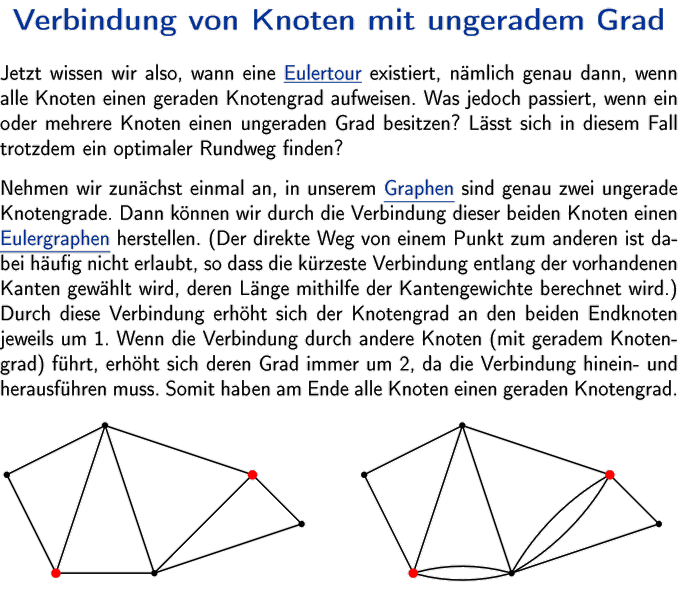 Verbindung von Knoten mit ungeradem Grad
Jetzt wissen wir also, wann eine Eulertour existiert, nämlich genau dann, wenn
alle Knoten einen geraden Knotengrad aufweisen. Was jedoch passiert, wenn ein
oder mehrere Knoten einen ungeraden Grad besitzen? Lässt sich in diesem Fall
trotzdem ein optimaler Rundweg finden?
Nehmen wir zunächst einmal an, in unserem Graphen sind genau zwei ungerade
Knotengrade. Dann können wir durch die Verbindung dieser beiden Knoten einen
Eulergraphen herstellen. (Der direkte Weg von einem Punkt zum anderen ist da-
bei häufig nicht erlaubt, so dass die kürzeste Verbindung entlang der vorhandenen
Kanten gewählt wird, deren Länge mithilfe der Kantengewichte berechnet wird.)
Durch diese Verbindung erhöht sich der Knotengrad an den beiden Endknoten
jeweils um 1. Wenn die Verbindung durch andere Knoten (mit geradem Knoten-
grad) führt, erhöht sich deren Grad immer um 2, da die Verbindung hinein- und
herausführen muss. Somit haben am Ende alle Knoten einen geraden Knotengrad.